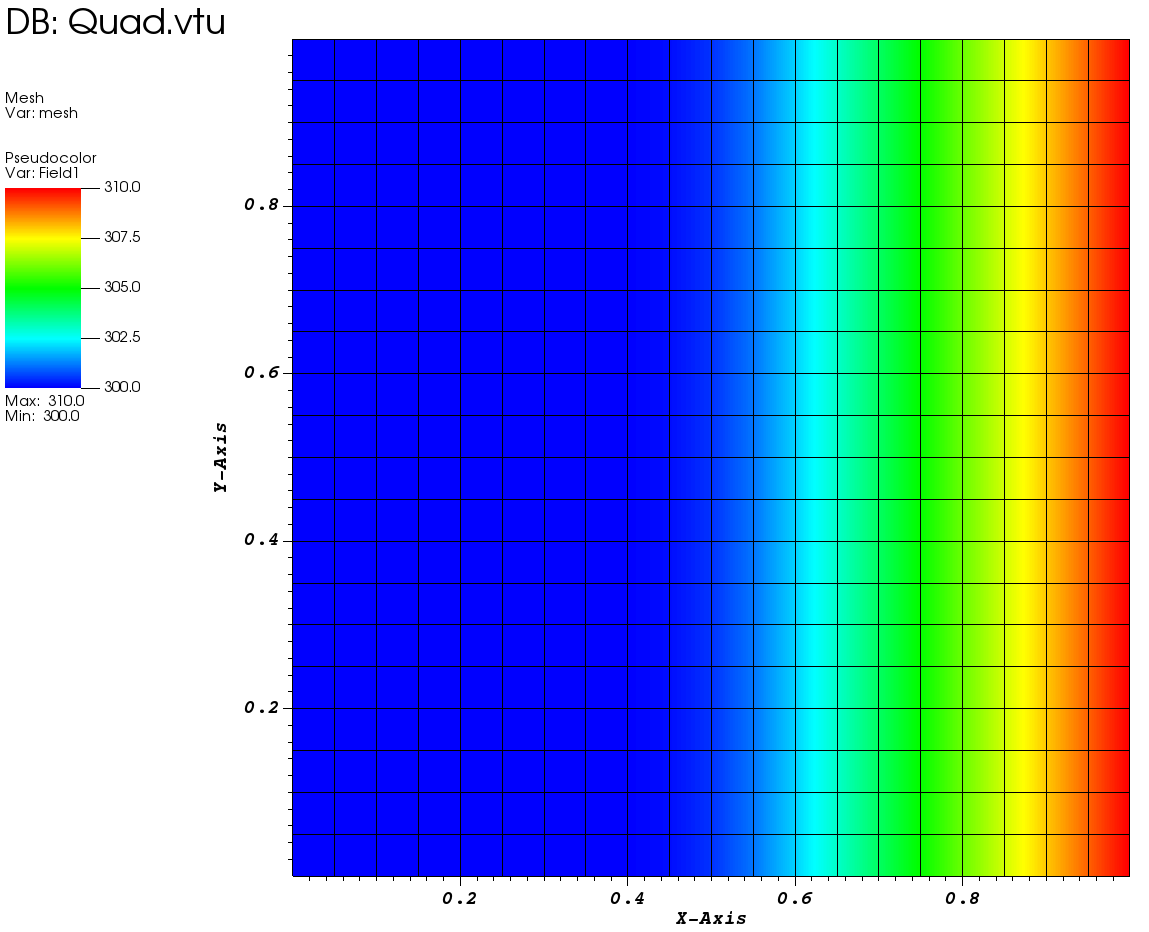 DB: Quad.vtu
Mesh
Var: mesh
Pseudocolor
Var: Field1
310.0
307.5
305.0
302.5
300.0
Max: 310.0
Min: 300.0
0.8
0.6
Y-Axis
0.4
0.2
0.2 0.4 0.6 0.8
X-Axis